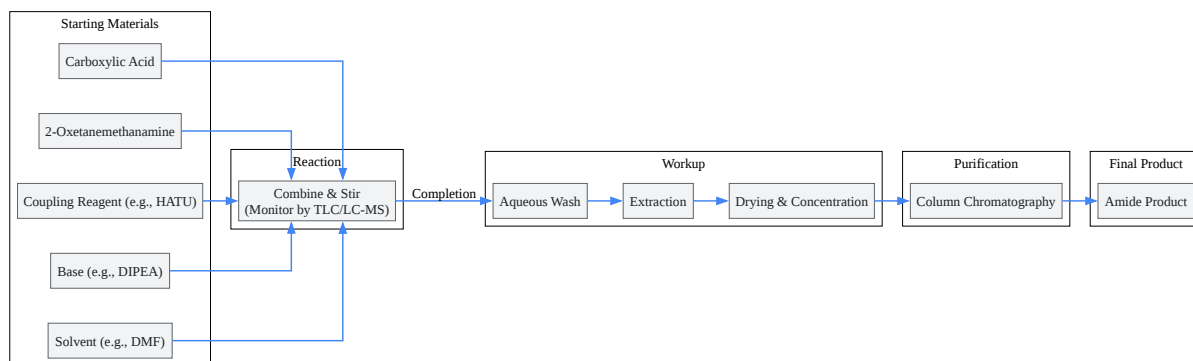 Starting Materials
Carboxylic Acid
2-Oxetanemethanamine
Coupling Reagent (e.g., HATU)
Base (e.g., DIPEA)
Solvent (e.g., DMF)
Reaction
Combine & Stir
(Monitor by TLC/LC-MS)
Completion
Workup
Aqueous Wash
Extraction
Drying & Concentration
Purification
Column Chromatography
Final Product
Amide Product